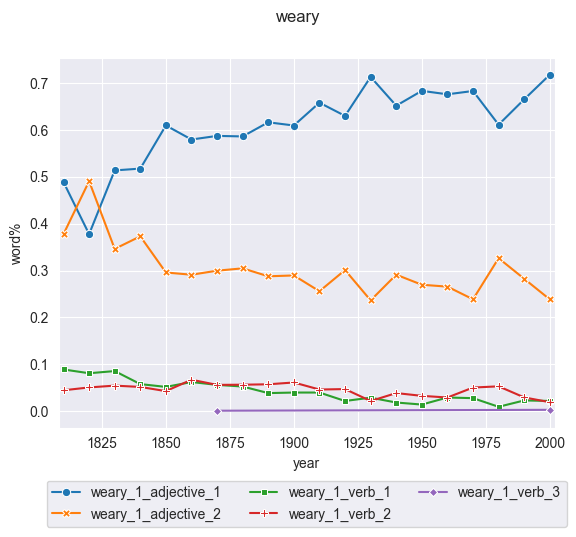 weary
0.7
0.6
0.5
0.4
0.3
0.2
0.1
0.0
word%
1825 1850 1875 1900 1925 1950 1975 2000
year
weary_1_adjective_1 weary_1_verb_1 weary_1_verb_3
weary_1_adjective_2 weary_1_verb_2